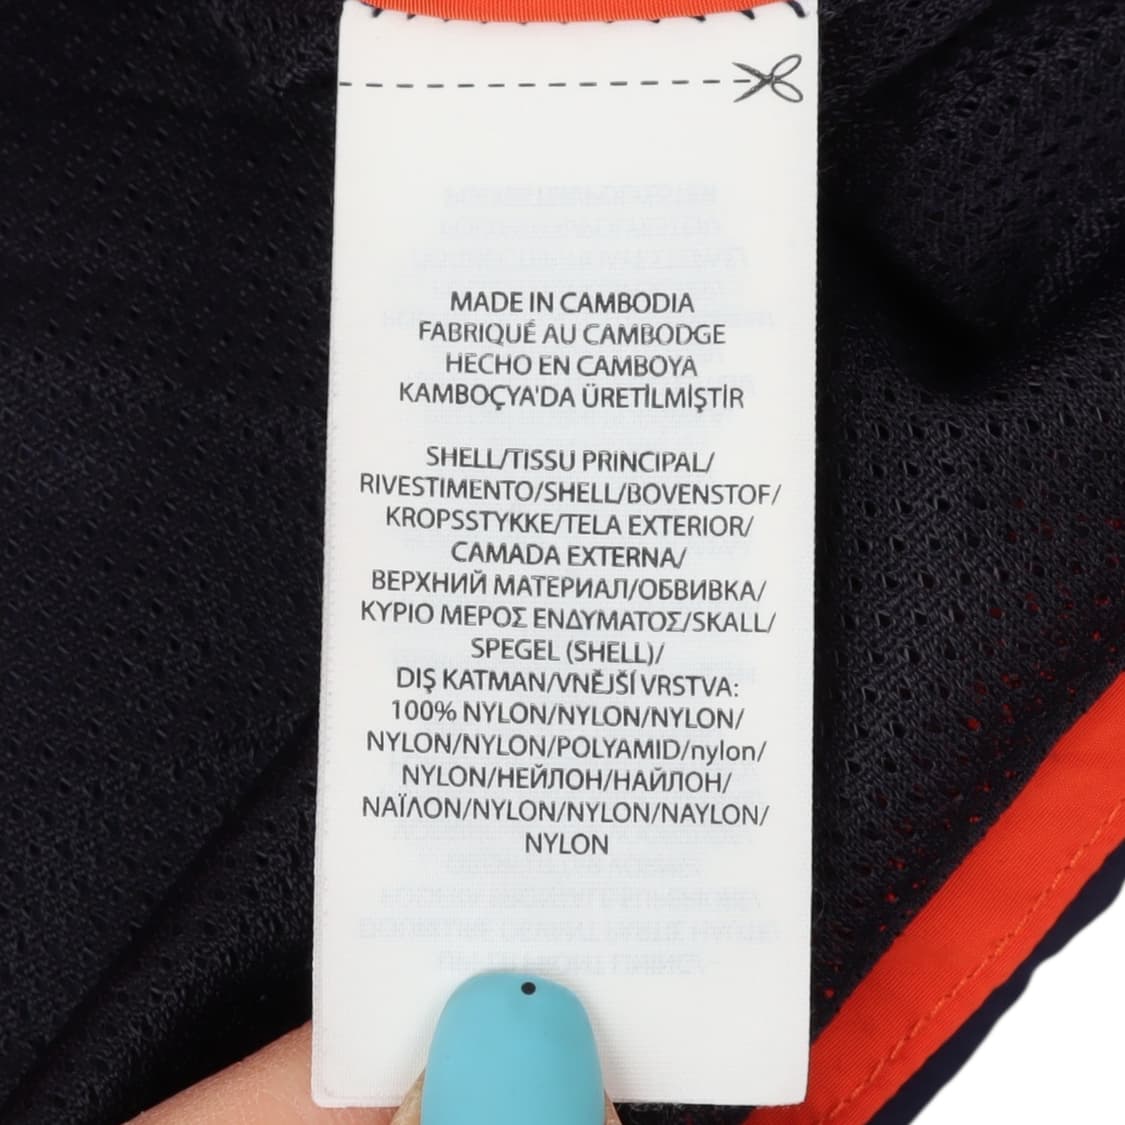 MADE IN CAMBODIA
FABRIQUÉ AU CAMBODGE
HECHO EN CAMBOYA
KAMBOÇYA'DA ÜRETİLMİŞTİR
SHELL/TISSU PRINCIPAL/
RIVESTIMENTO/SHELL/BOVENSTOF/
KROPSSTYKKE/TELA EXTERIOR/
CAMADA EXTERNA/
ВЕРХНИЙ МАТЕРИАЛ/ОБВИВКА/
ΚΥΡΙΟ ΜΕΡΟΣ ΕΝΔΥΜΑΤΟΣ/SKALL/
SPEGEL (SHELL)/
DIŞ KATMAN/VNĚJŠÍ VRSTVA:
100% NYLON/NYLON/NYLON/
NYLON/NYLON/POLYAMID/nylon/
NYLON/НЕЙЛОН/НАЙЛОН/
ΝΑΪΛΟΝ/NYLON/NYLON/NAYLON/
NYLON